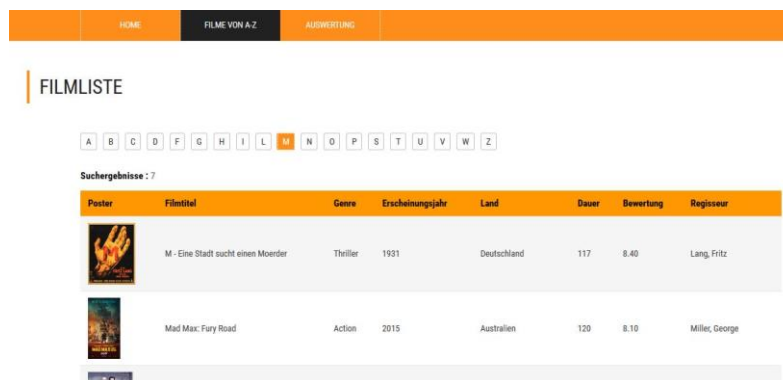 HOME FILME VON A-Z AUSWERTUNG
FILMLISTE
A B C D F G H I L M N O P S T U V W Z
Suchergebnisse : 7
Poster Filmtitel Genre Erscheinungsjahr Land Dauer Bewertung Regisseur
M - Eine Stadt sucht einen Moerder Thriller 1931 Deutschland 117 8.40 Lang, Fritz
Mad Max: Fury Road Action 2015 Australien 120 8.10 Miller, George